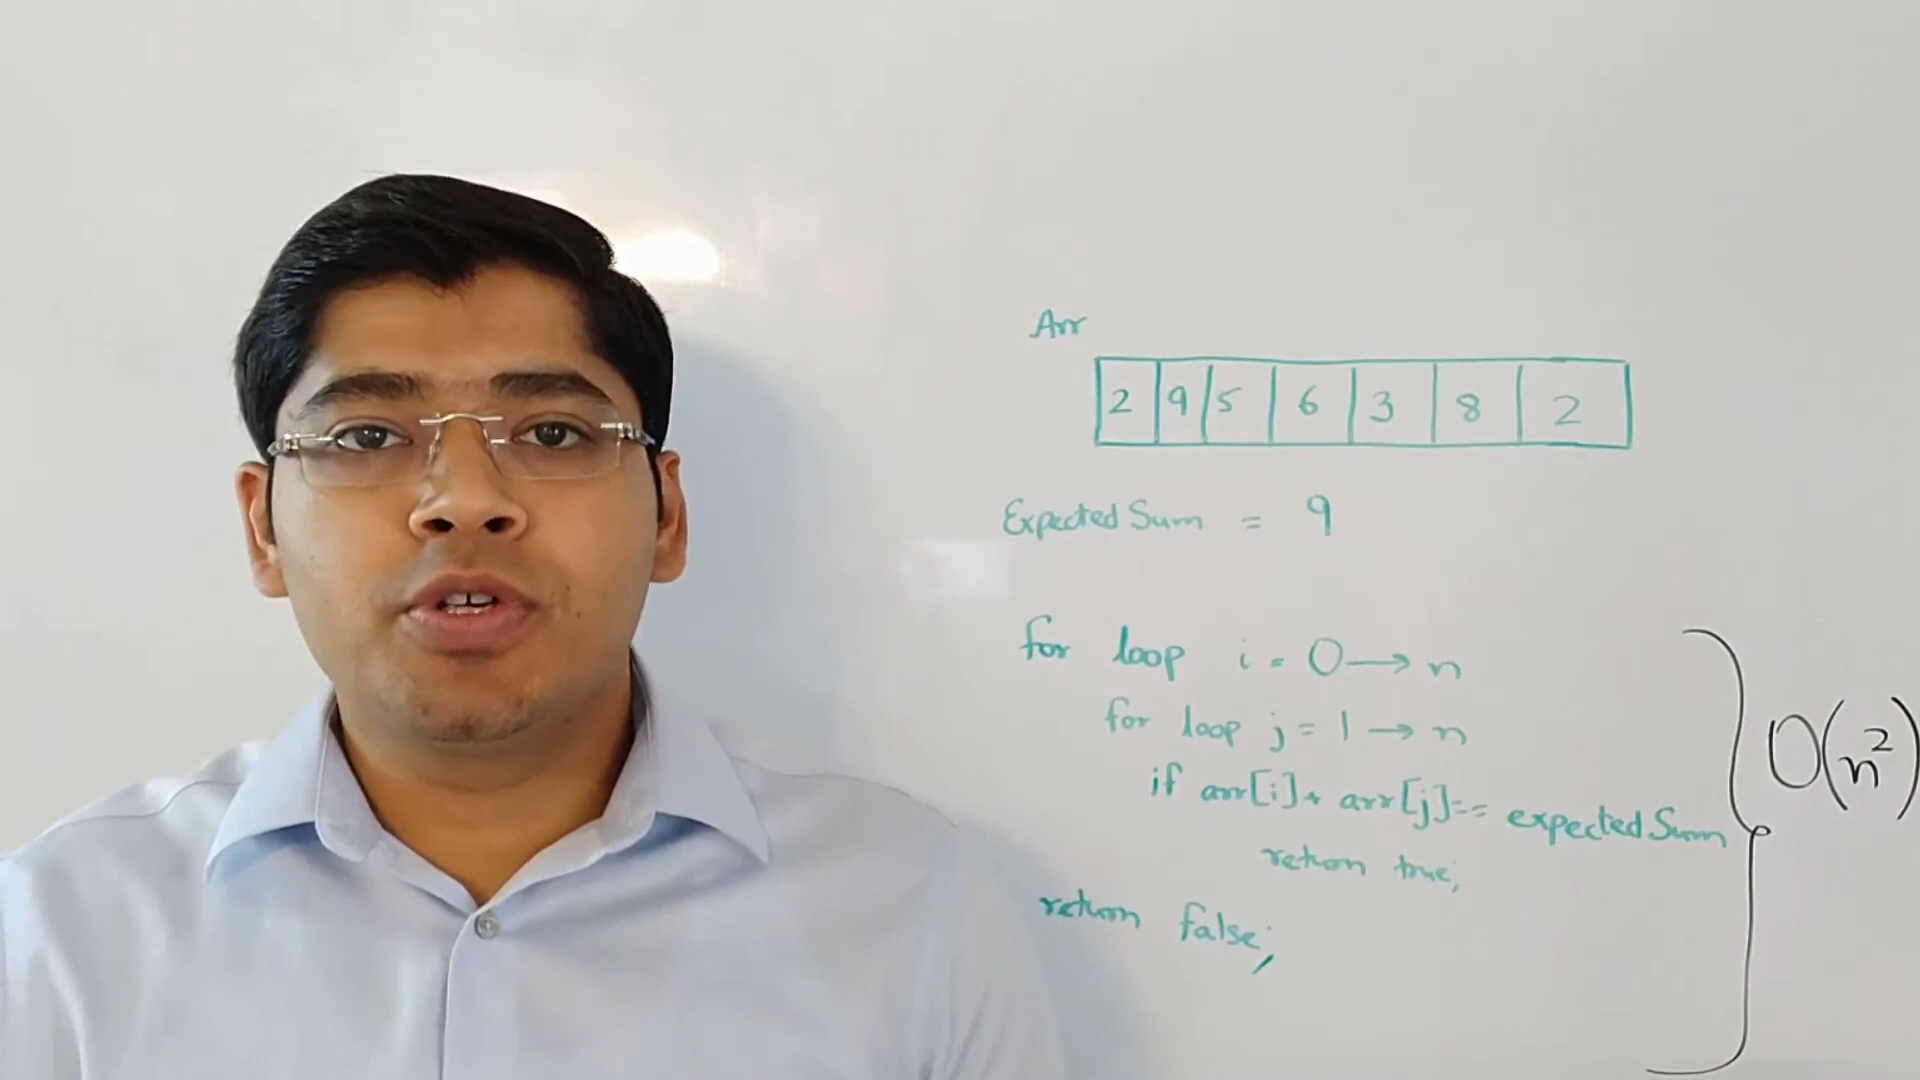 Arr
2 9 5 6 3 8 2
Expected Sum = 9
for loop i = 0 → n
for loop j = 1 → n
if arr[i] + arr[j] == expected Sum
return true;
return false;
O(n²)